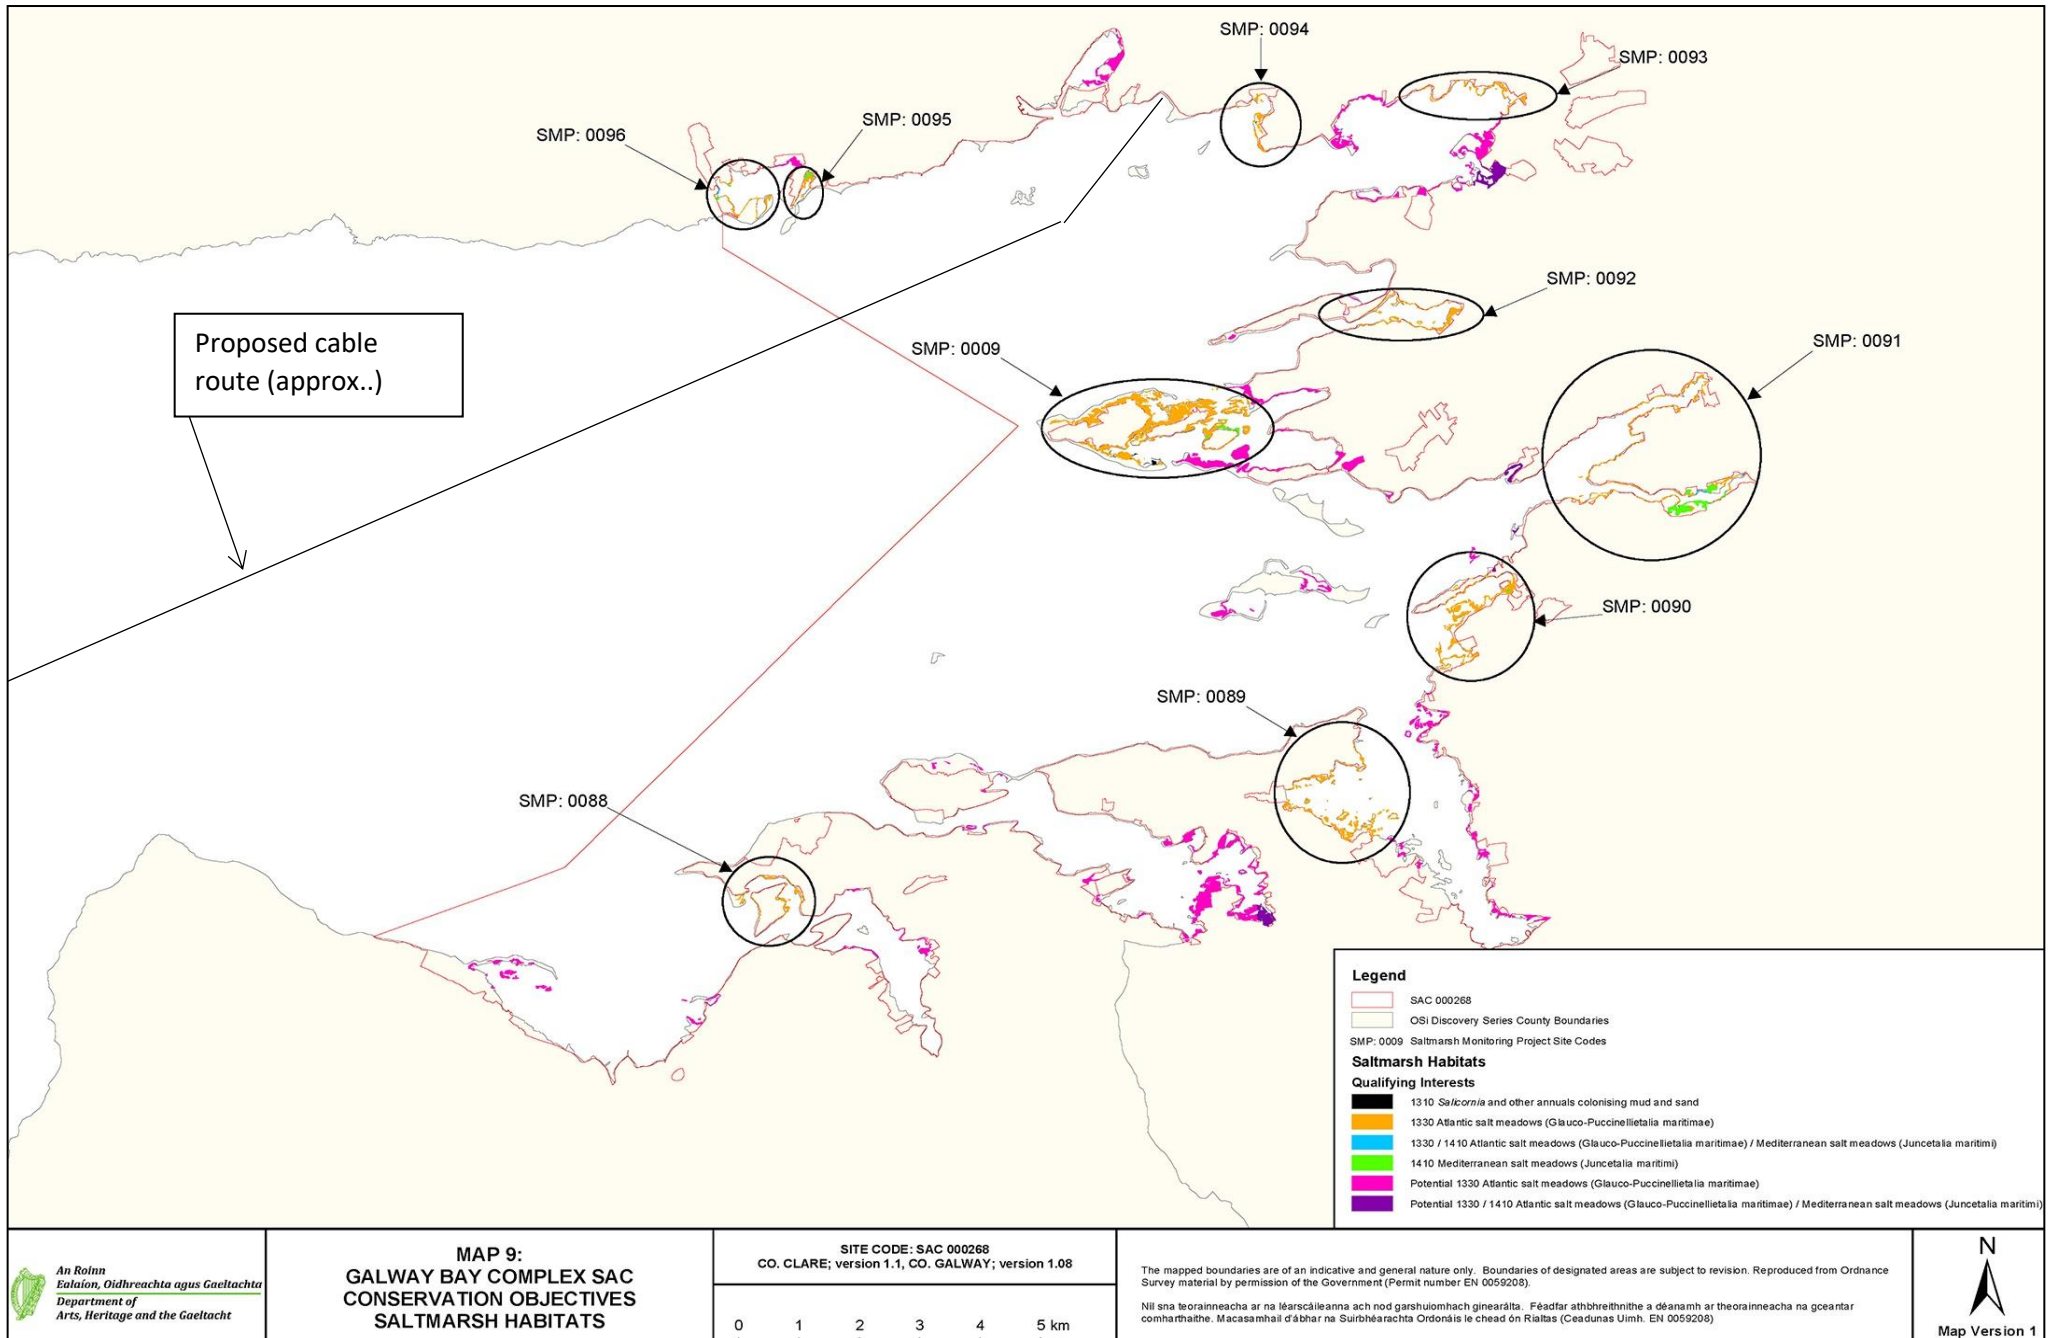 SMP: 0094
SMP: 0093
SMP: 0096
SMP: 0095
SMP: 0092
Proposed cable
route (approx..)
SMP: 0009
SMP: 0091
SMP: 0090
SMP: 0089
SMP: 0088
Legend
SAC 000268
OSi Discovery Series County Boundaries
SMP: 0009 Saltmarsh Monitoring Project Site Codes
Saltmarsh Habitats
Qualifying Interests
1310 Salicornia and other annuals colonising mud and sand
1330 Atlantic salt meadows (Glauco-Puccinellietalia maritimae)
1330 / 1410 Atlantic salt meadows (Glauco-Puccinellietalia maritimae) / Mediterranean salt meadows (Juncetalia maritimi)
1410 Mediterranean salt meadows (Juncetalia maritimi)
Potential 1330 Atlantic salt meadows (Glauco-Puccinellietalia maritimae)
Potential 1330 / 1410 Atlantic salt meadows (Glauco-Puccinellietalia maritimae) / Mediterranean salt meadows (Juncetalia maritimi)
An Roinn
Ealaíon, Oidhreachta agus Gaeltachta
Department of
Arts, Heritage and the Gaeltacht
MAP 9:
GALWAY BAY COMPLEX SAC
CONSERVATION OBJECTIVES
SALTMARSH HABITATS
SITE CODE: SAC 000268
CO. CLARE; version 1.1, CO. GALWAY; version 1.08
0 1 2 3 4 5 km
The mapped boundaries are of an indicative and general nature only. Boundaries of designated areas are subject to revision. Reproduced from Ordnance
Survey material by permission of the Government (Permit number EN 0059208).
Níl sna teorainneacha ar na léarscáileanna ach nod garshuiomhach ginearálta. Féadfar athbhreithnithe a déanamh ar theorainneacha na gceantar
comharthaithe. Macasamhail d'ábhar na Suirbhéarachta Ordonáis le chead ón Rialtas (Ceadunas Uimh. EN 0059208)
N
Map Version 1